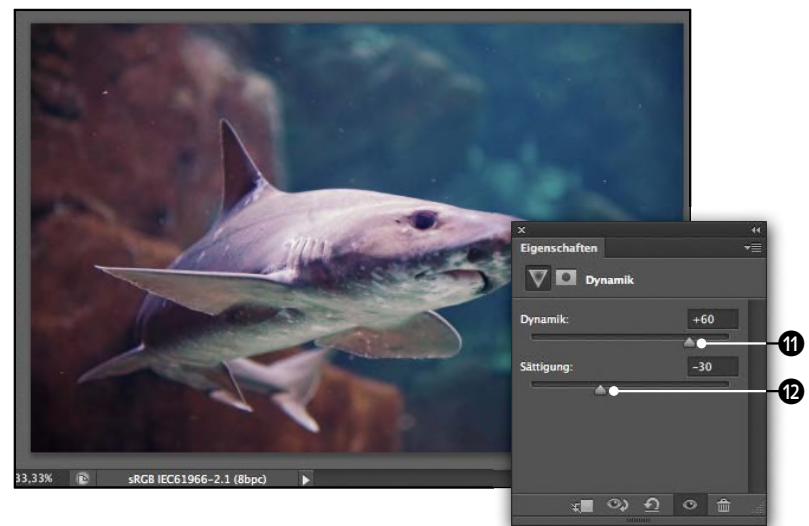 Eigenschaften
Dynamik
Dynamik: +60
11
Sättigung: -30
12
33,33% sRGB IEC61966-2.1 (8bpc)